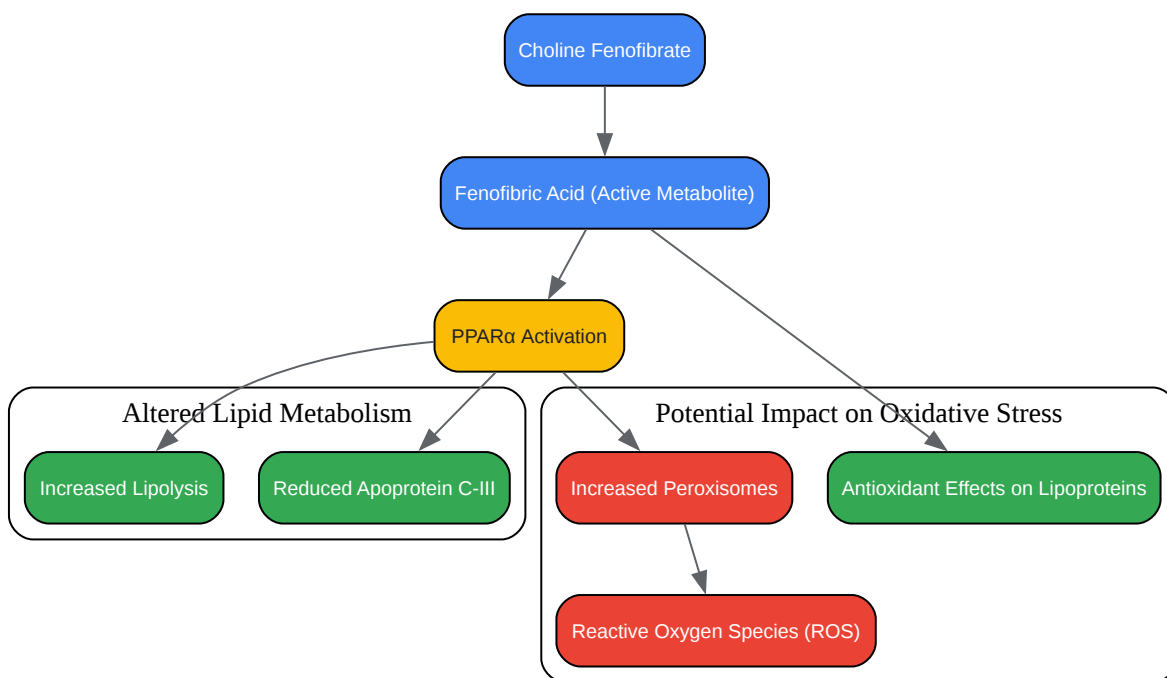 Choline Fenofibrate
Fenofibric Acid (Active Metabolite)
PPARα Activation
Altered Lipid Metabolism
Potential Impact on Oxidative Stress
Increased Lipolysis
Reduced Apoprotein C-III
Increased Peroxisomes
Antioxidant Effects on Lipoproteins
Reactive Oxygen Species (ROS)